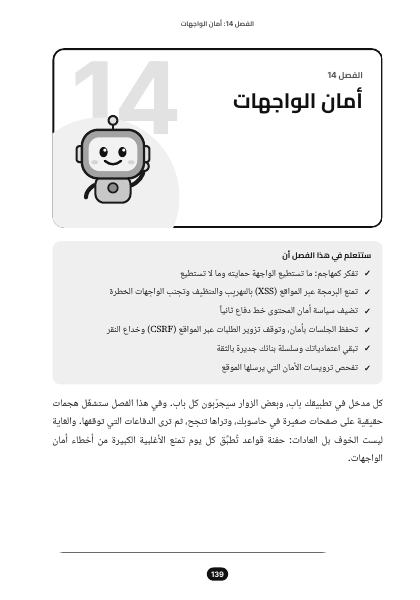 الفصل 14: أمان الواجهات
14
الفصل 14
أمان الواجهات
ستتعلم في هذا الفصل أن
✔ تفكر كمهاجم: ما تستطيع الواجهة حمايته وما لا تستطيع
✔ تمنع البرمجة عبر المواقع (XSS) بالتهريب والتنظيف وتجنب الواجهات الخطرة
✔ تضيف سياسة أمان المحتوى خط دفاع ثانياً
✔ تحفظ الجلسات بأمان، وتوقف تزوير الطلبات عبر المواقع (CSRF) وخداع النقر
✔ تبقي اعتمادياتك وسلسلة بنائك جديرة بالثقة
✔ تفحص ترويسات الأمان التي يرسلها الموقع
كل مدخل في تطبيقك باب، وبعض الزوار سيجرّبون كل باب. وفي هذا الفصل ستشغّل هجمات
حقيقية على صفحات صغيرة في حاسوبك، وتراها تنجح، ثم ترى الدفاعات التي توقفها. والغاية
ليست الخوف بل العادات: حفنة قواعد تُطبَّق كل يوم تمنع الأغلبية الكبيرة من أخطاء أمان
الواجهات.
139